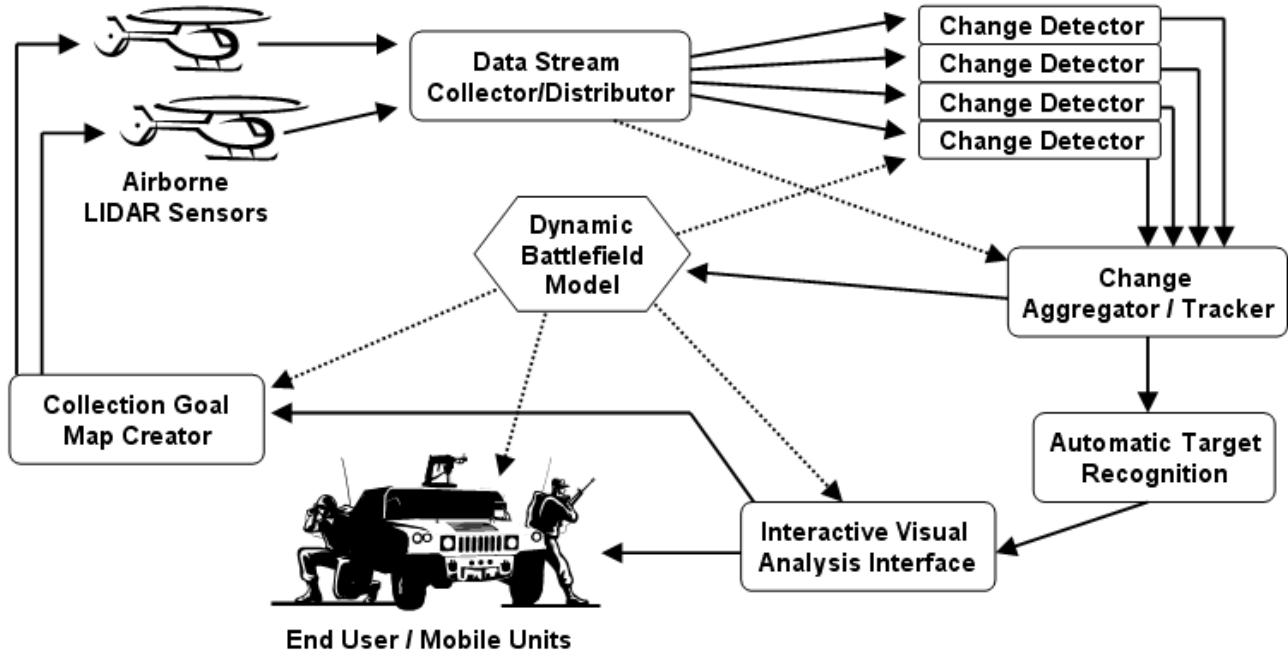 Change Detector
Data Stream
Collector/Distributor
Change Detector
Change Detector
Change Detector
Airborne
LIDAR Sensors
Dynamic
Battlefield
Model
Change
Aggregator / Tracker
Collection Goal
Map Creator
Automatic Target
Recognition
Interactive Visual
Analysis Interface
End User / Mobile Units